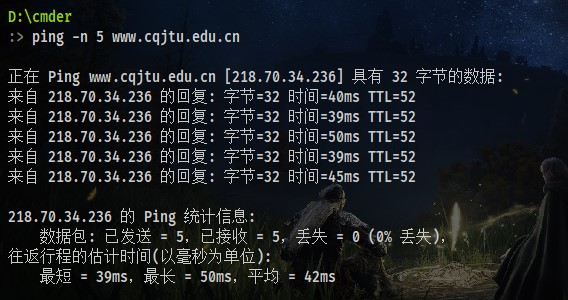 D:\cmder
:> ping -n 5 www.cqjtu.edu.cn
正在 Ping www.cqjtu.edu.cn [218.70.34.236] 具有 32 字节的数据:
来自 218.70.34.236 的回复: 字节=32 时间=40ms TTL=52
来自 218.70.34.236 的回复: 字节=32 时间=39ms TTL=52
来自 218.70.34.236 的回复: 字节=32 时间=50ms TTL=52
来自 218.70.34.236 的回复: 字节=32 时间=39ms TTL=52
来自 218.70.34.236 的回复: 字节=32 时间=45ms TTL=52
218.70.34.236 的 Ping 统计信息:
数据包: 已发送 = 5，已接收 = 5，丢失 = 0 (0% 丢失)，
往返行程的估计时间(以毫秒为单位):
最短 = 39ms，最长 = 50ms，平均 = 42ms